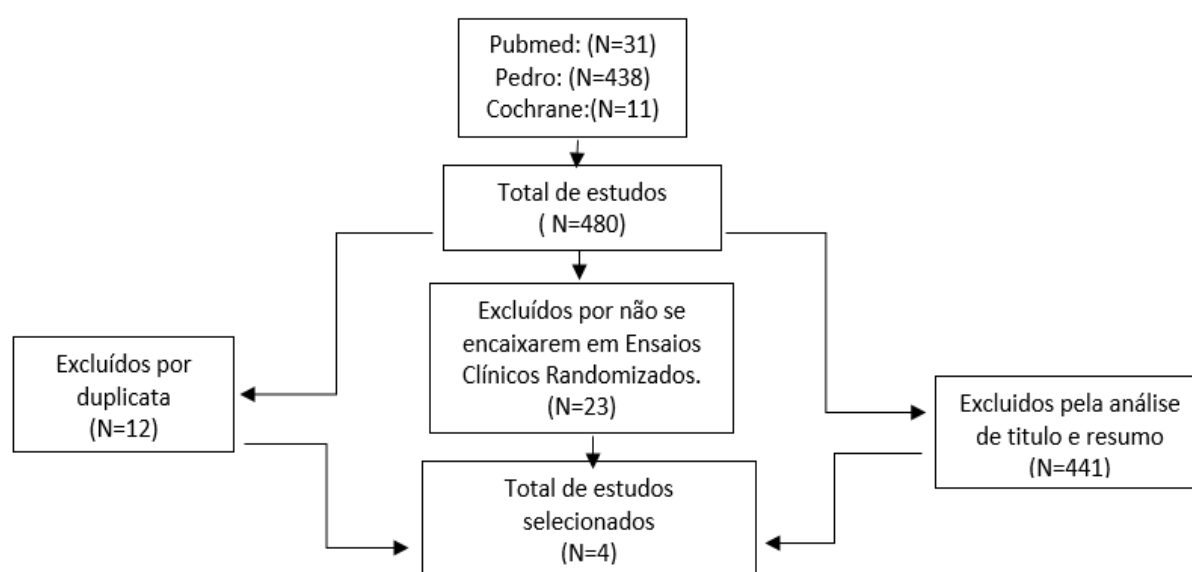 Pubmed: (N=31)
Pedro: (N=438)
Cochrane:(N=11)
Total de estudos
( N=480)
Excluídos por não se
encaixarem em Ensaios
Clínicos Randomizados.
(N=23)
Excluídos por
duplicata
(N=12)
Excluidos pela análise
de titulo e resumo
(N=441)
Total de estudos
selecionados
(N=4)